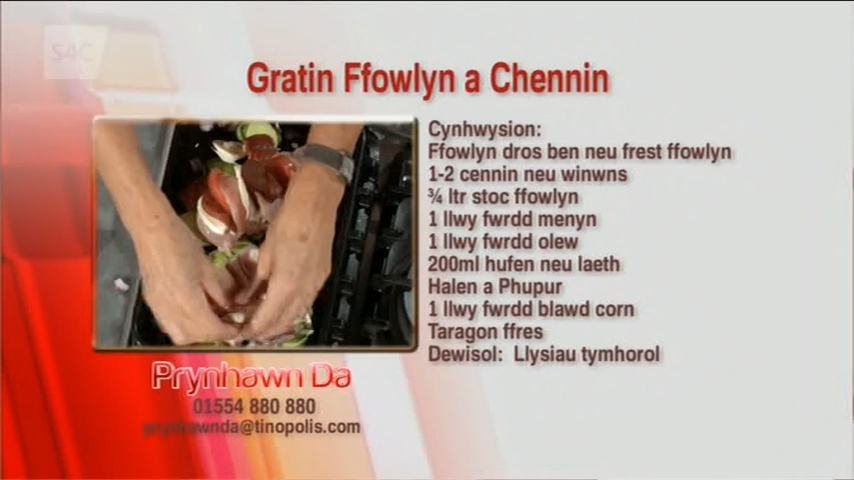 S4C
Gratin Ffowlyn a Chennin
Cynhwysion:
Ffowlyn dros ben neu frest ffowlyn
1-2 cennin neu winwns
¾ ltr stoc ffowlyn
1 llwy fwrdd menyn
1 llwy fwrdd olew
200ml hufen neu laeth
Halen a Phupur
1 llwy fwrdd blawd corn
Taragon ffres
Dewisol: Llysiau tymhorol
Prynhawn Da
01554 880 880
prynhawnda@tinopolis.com